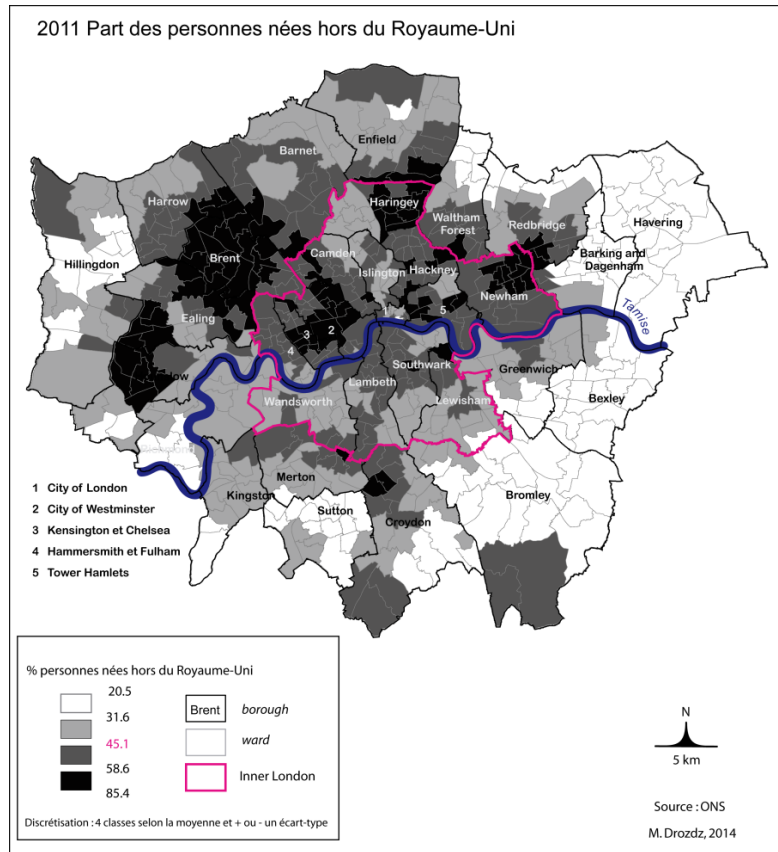 2011 Part des personnes nées hors du Royaume-Uni
Enfield
Barnet
Harrow
Haringey
Waltham
Forest
Redbridge
Havering
Hillingdon
Brent
Camden
Islington
Hackney
Barking and
Dagenham
Newham
Ealing
Tamise
1
2
3
4
5
Southwark
Greenwich
Lambeth
Wandsworth
Lewisham
Bexley
Merton
Kingston
Bromley
Sutton
Croydon
1 City of London
2 City of Westminster
3 Kensington et Chelsea
4 Hammersmith et Fulham
5 Tower Hamlets
% personnes nées hors du Royaume-Uni
20.5
31.6
45.1
58.6
85.4
Brent borough
ward
Inner London
Discrétisation : 4 classes selon la moyenne et + ou - un écart-type
N
5 km
Source : ONS
M. Drozdz, 2014